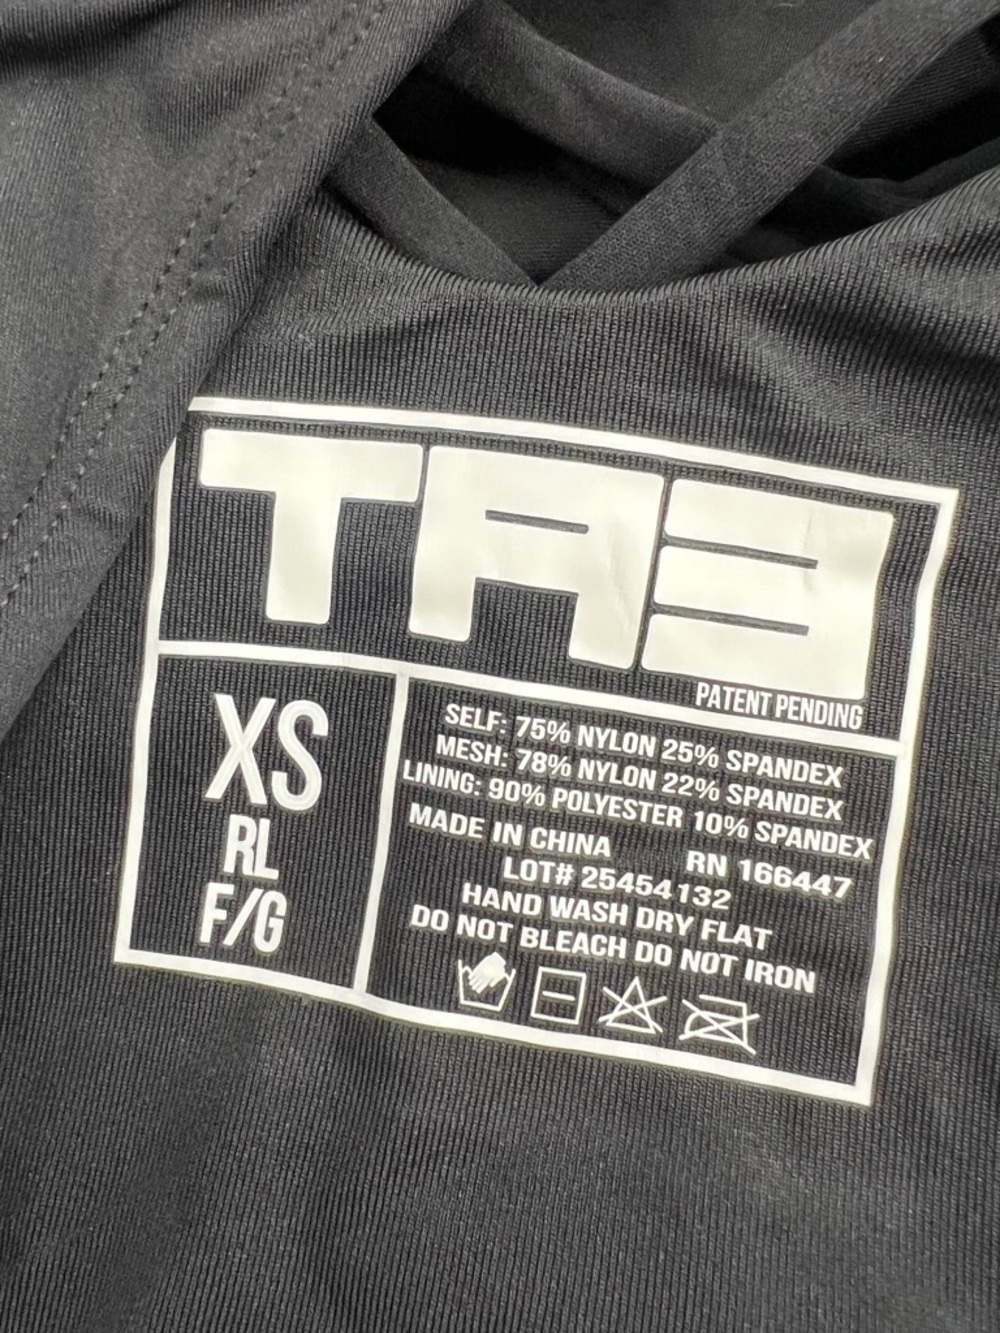 TA3
PATENT PENDING
XS
RL
F/G
SELF: 75% NYLON 25% SPANDEX
MESH: 78% NYLON 22% SPANDEX
LINING: 90% POLYESTER 10% SPANDEX
MADE IN CHINA RN 166447
LOT# 25454132
HAND WASH DRY FLAT
DO NOT BLEACH DO NOT IRON